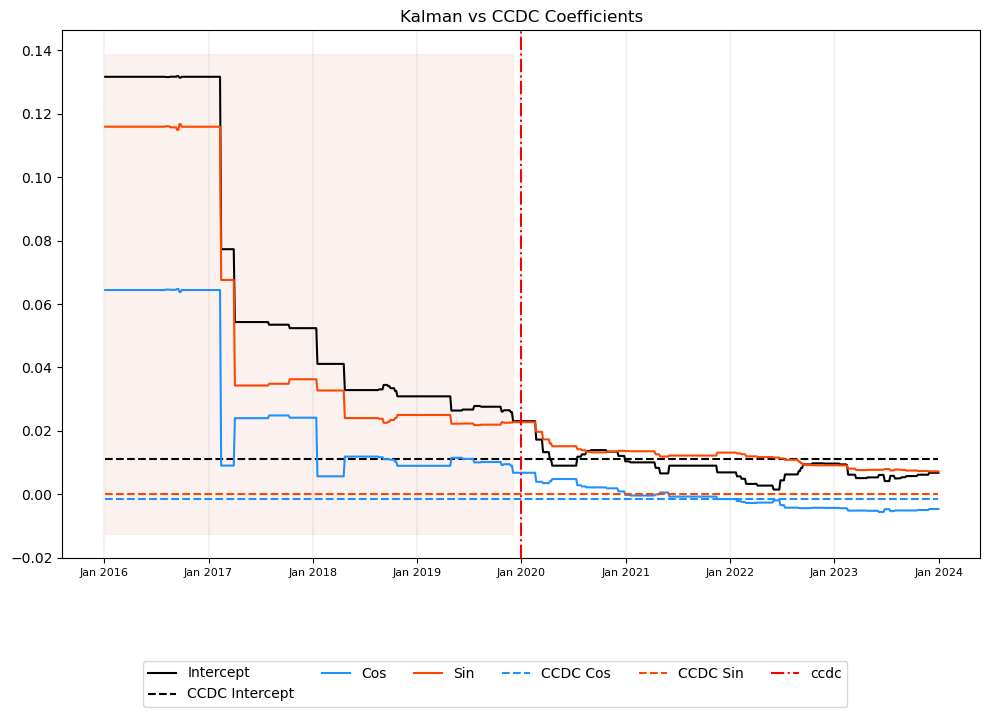 Kalman vs CCDC Coefficients
0.14
0.12
0.10
0.08
0.06
0.04
0.02
0.00
−0.02
Jan 2016 Jan 2017 Jan 2018 Jan 2019 Jan 2020 Jan 2021 Jan 2022 Jan 2023 Jan 2024
Intercept Cos Sin CCDC Cos CCDC Sin ccdc
CCDC Intercept